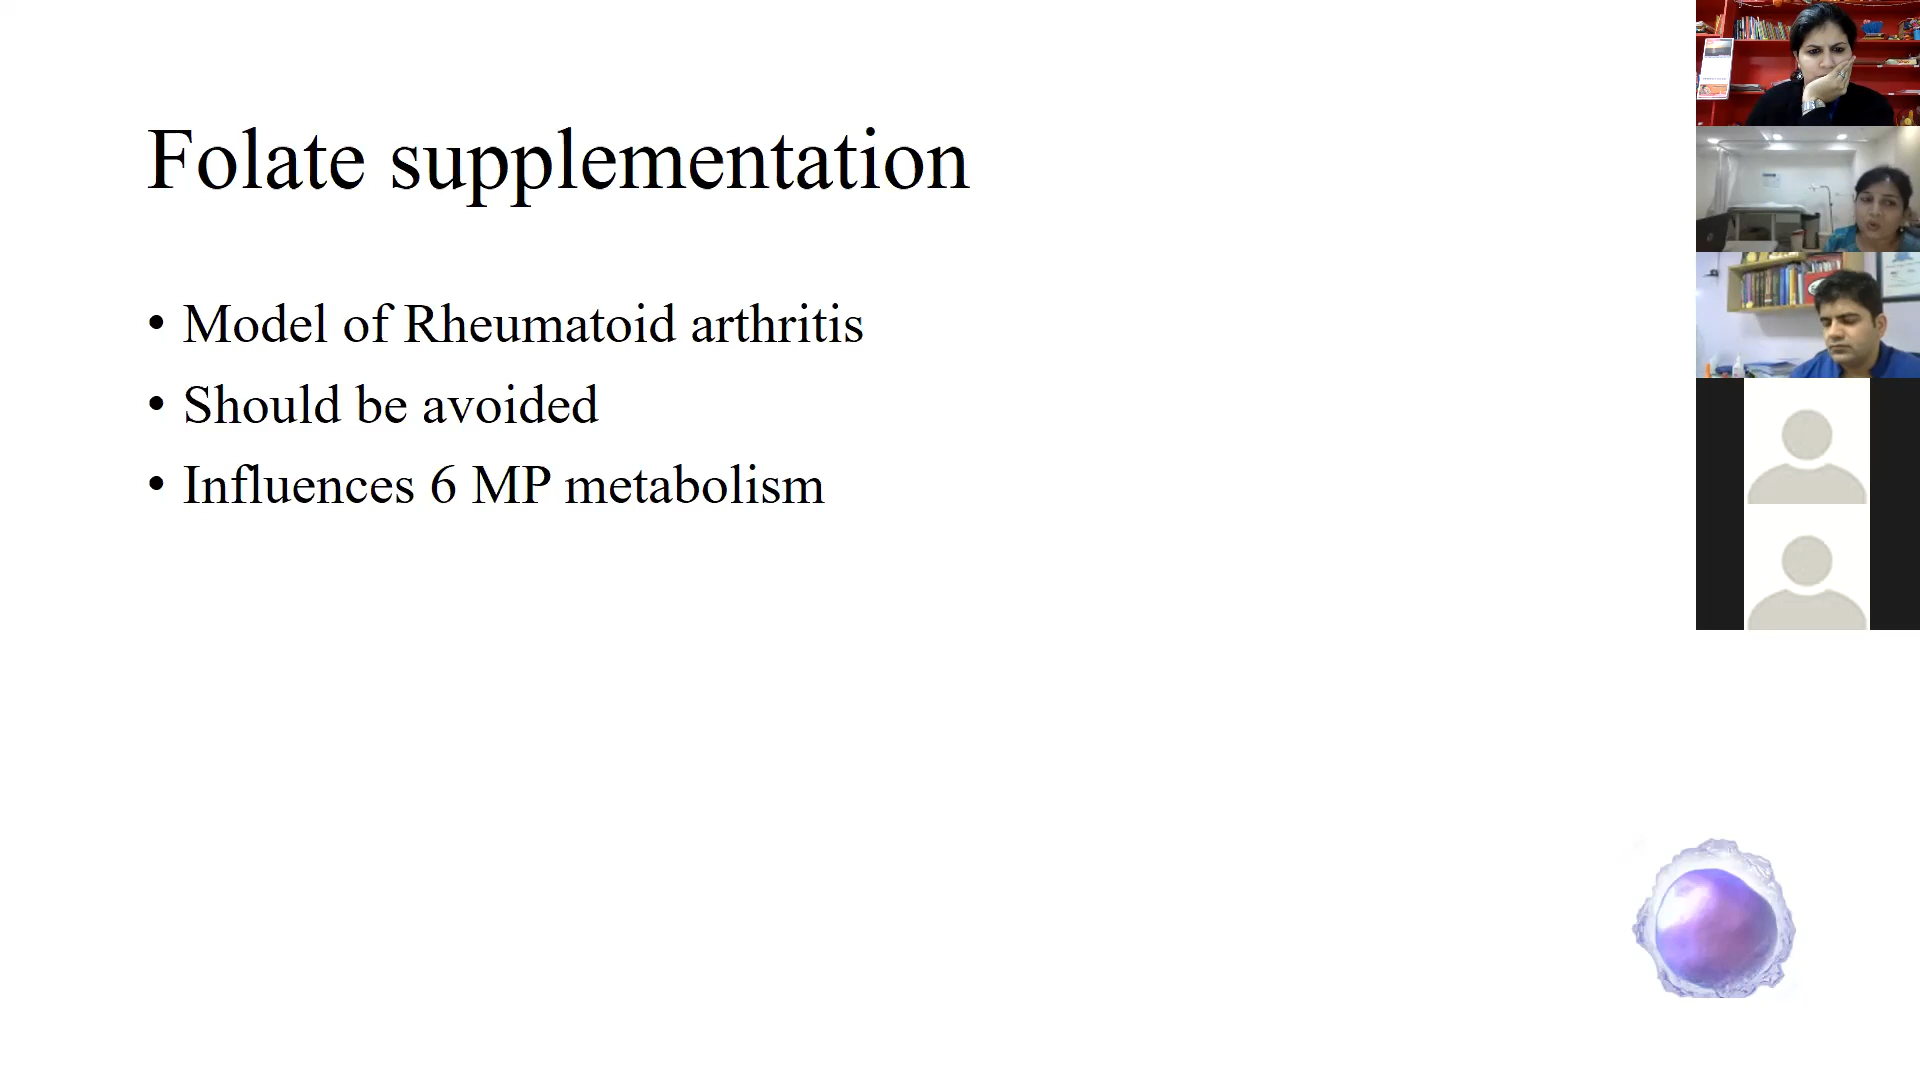 Folate supplementation
• Model of Rheumatoid arthritis
• Should be avoided
• Influences 6 MP metabolism